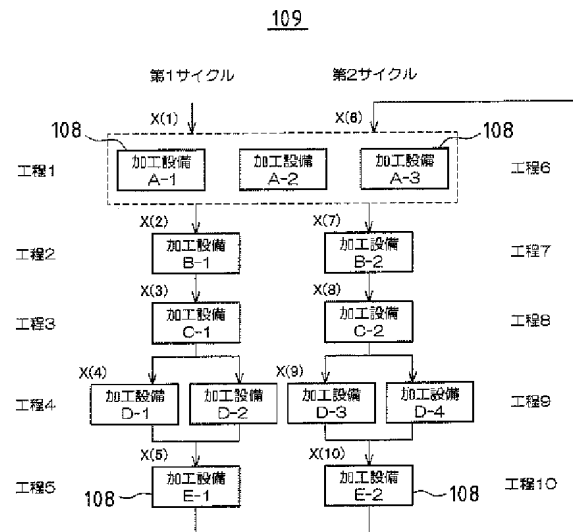 109
第1サイクル 第2サイクル
X(1) X(6)
108 108
工程1 加工設備 A-1 加工設備 A-2 加工設備 A-3 工程6
X(2) X(7)
工程2 加工設備 B-1 加工設備 B-2 工程7
X(3) X(8)
工程3 加工設備 C-1 加工設備 C-2 工程8
X(4) X(9)
工程4 加工設備 D-1 加工設備 D-2 加工設備 D-3 加工設備 D-4 工程9
X(5) X(10)
工程5 加工設備 E-1 加工設備 E-2 工程10
108 108